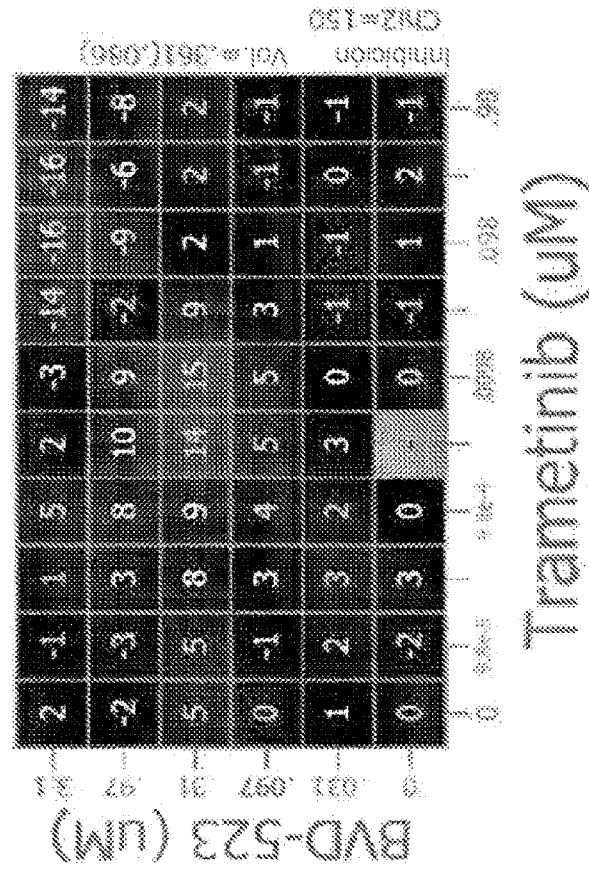 BVD-523 (uM)
3.1 2 -1 1 5 2 -3 -14 -16 -16 -14
.97 -2 -3 3 8 10 9 -2 -9 -6 -8
.31 5 5 8 9 14 15 9 2 2 2
.097 0 -1 3 4 5 5 3 1 -1 -1
.031 1 2 3 2 3 0 -1 -1 0 -1
0 0 -2 3 0 - 0 -1 1 2 -1
0 .0098 .098 .98
Trametinib (uM)
Vol.=.361(.096)
Inhibition
Chi2=150